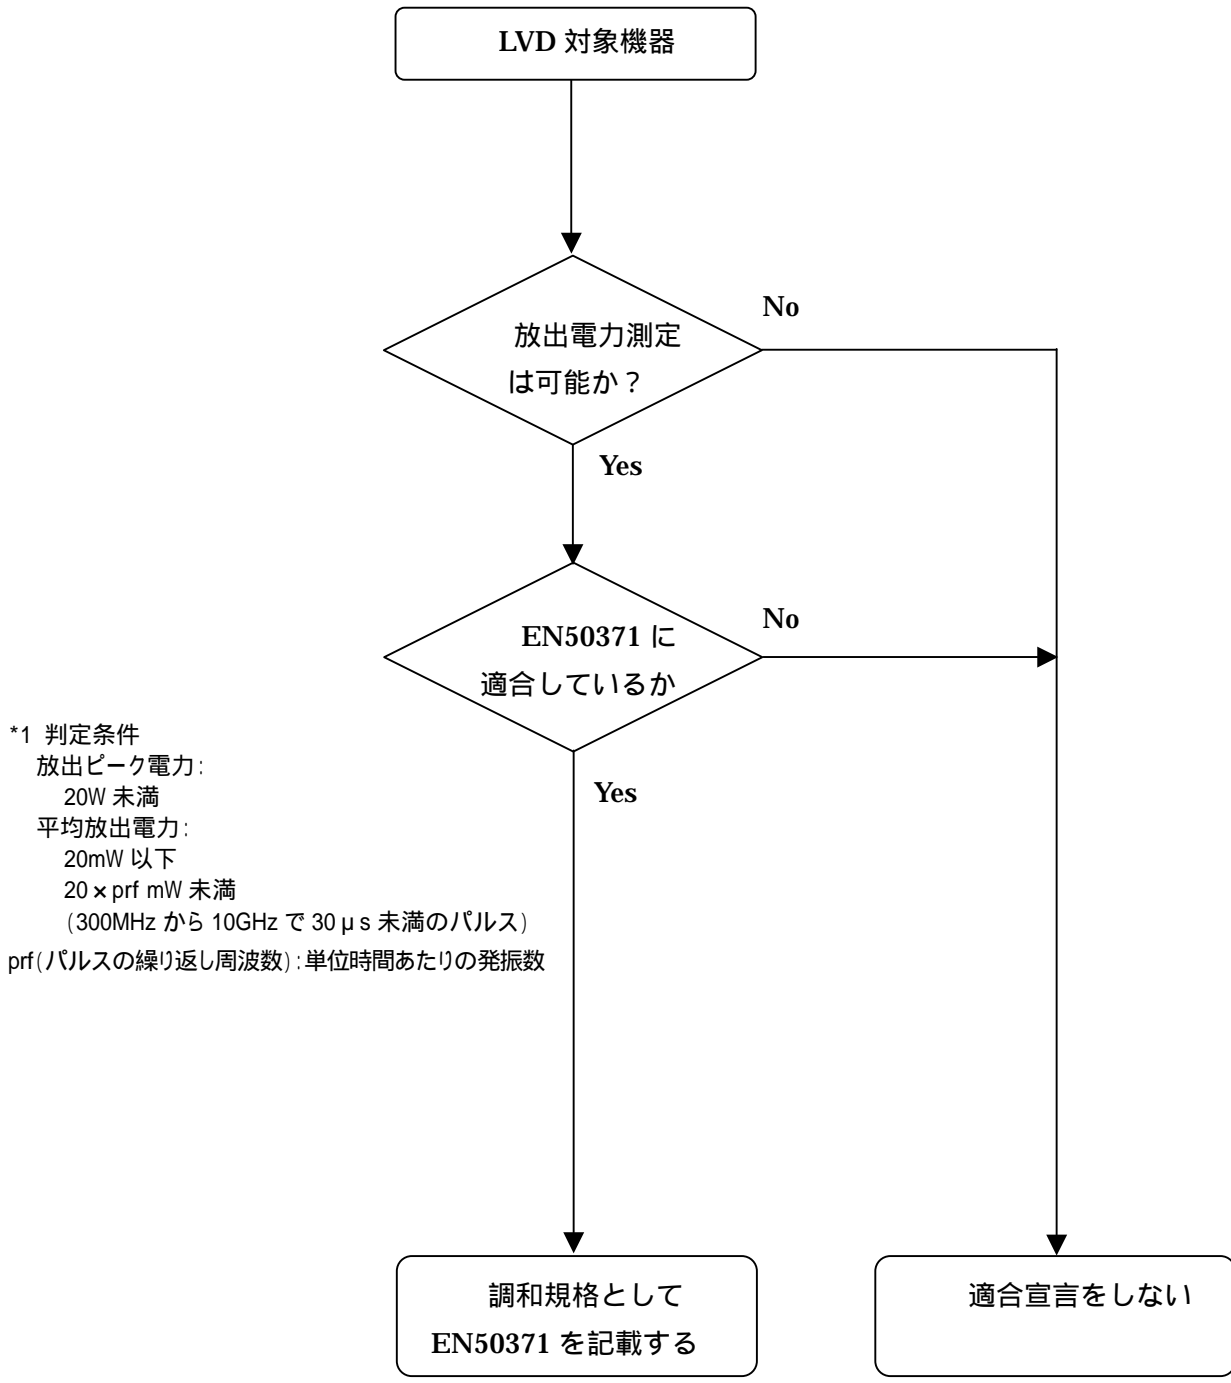 LVD 対象機器
放出電力測定
は可能か？
No
Yes
EN50371 に
適合しているか
No
Yes
*1 判定条件
放出ピーク電力:
20W 未満
平均放出電力:
20mW 以下
20×prf mW 未満
(300MHz から 10GHz で 30μs 未満のパルス)
prf(パルスの繰り返し周波数):単位時間あたりの発振数
調和規格として
EN50371 を記載する
適合宣言をしない